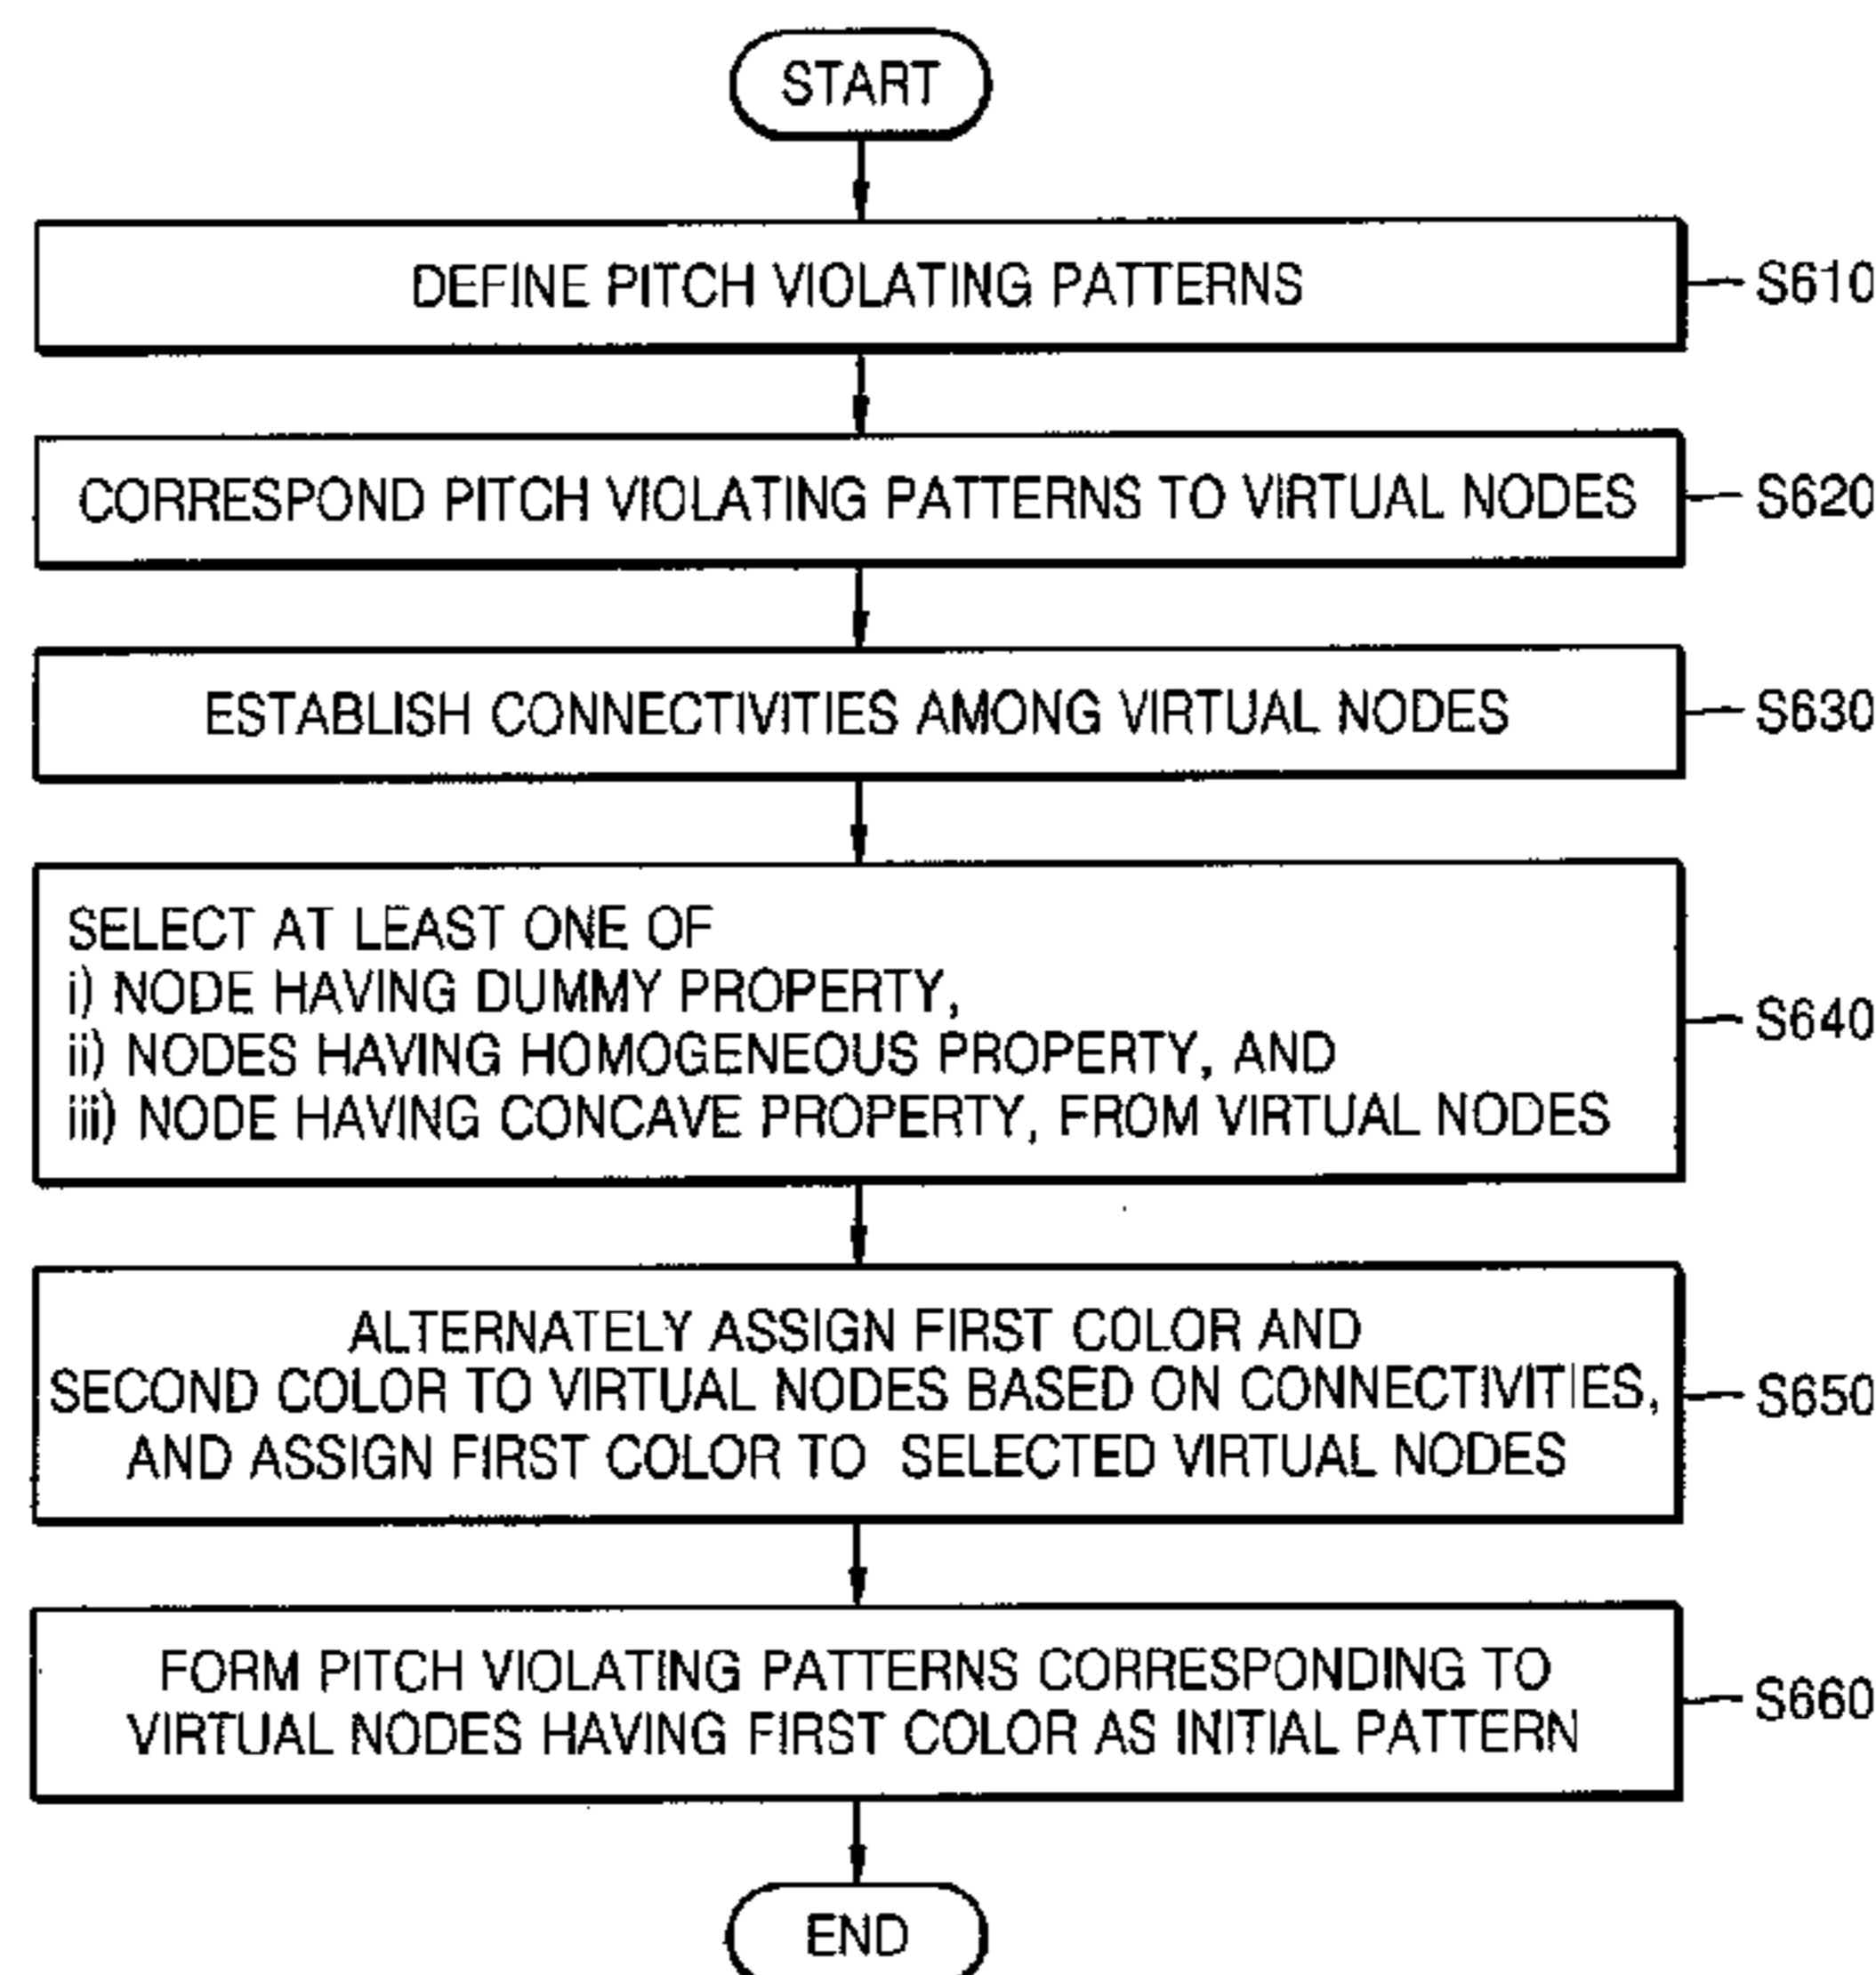 START
DEFINE PITCH VIOLATING PATTERNS
S610
CORRESPOND PITCH VIOLATING PATTERNS TO VIRTUAL NODES
S620
ESTABLISH CONNECTIVITIES AMONG VIRTUAL NODES
S630
SELECT AT LEAST ONE OF
i) NODE HAVING DUMMY PROPERTY,
ii) NODES HAVING HOMOGENEOUS PROPERTY, AND
iii) NODE HAVING CONCAVE PROPERTY, FROM VIRTUAL NODES
S640
ALTERNATELY ASSIGN FIRST COLOR AND
SECOND COLOR TO VIRTUAL NODES BASED ON CONNECTIVITIES,
AND ASSIGN FIRST COLOR TO SELECTED VIRTUAL NODES
S650
FORM PITCH VIOLATING PATTERNS CORRESPONDING TO
VIRTUAL NODES HAVING FIRST COLOR AS INITIAL PATTERN
S660
END